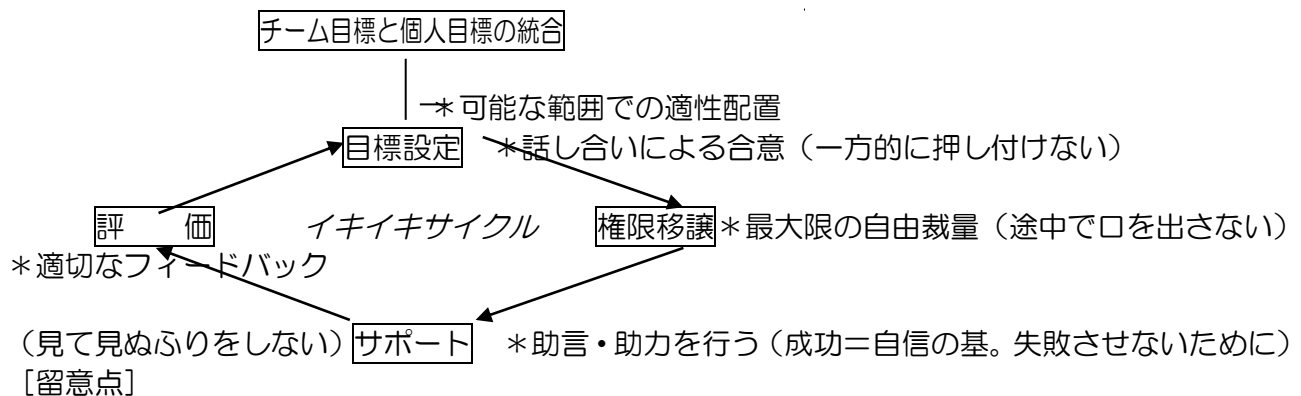 チーム目標と個人目標の統合
→＊可能な範囲での適性配置
目標設定　＊話し合いによる合意（一方的に押し付けない）
評　　価　　イキイキサイクル　　権限移譲＊最大限の自由裁量（途中で口を出さない）
＊適切なフィードバック
（見て見ぬふりをしない）サポート　＊助言・助力を行う（成功＝自信の基。失敗させないために）
［留意点］